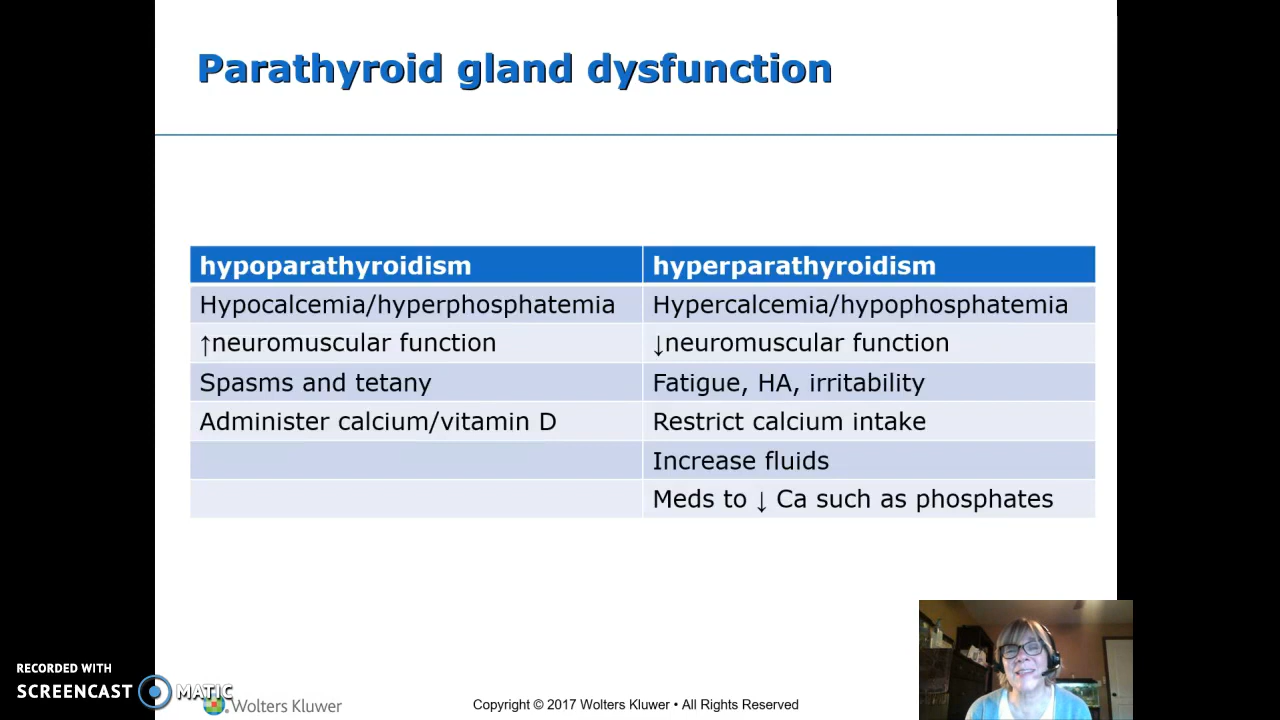 Parathyroid gland dysfunction
hypoparathyroidism
hyperparathyroidism
Hypocalcemia/hyperphosphatemia
Hypercalcemia/hypophosphatemia
↑neuromuscular function
↓neuromuscular function
Spasms and tetany
Fatigue, HA, irritability
Administer calcium/vitamin D
Restrict calcium intake
Increase fluids
Meds to ↓ Ca such as phosphates
RECORDED WITH
SCREENCAST MATIC
Wolters Kluwer
Copyright © 2017 Wolters Kluwer • All Rights Reserved